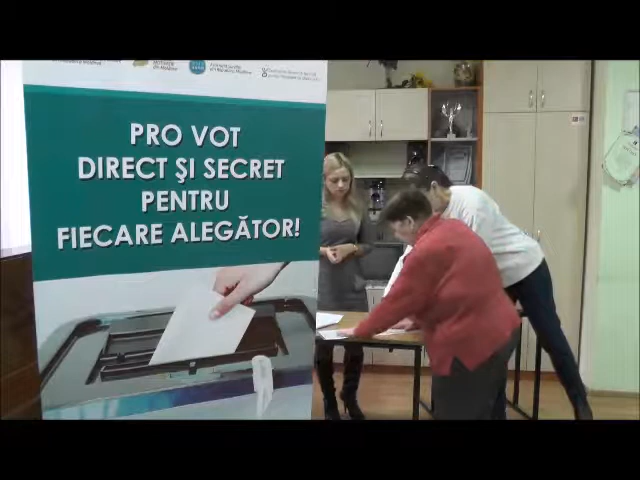 PRO VOT
DIRECT ŞI SECRET
PENTRU
FIECARE ALEGĂTOR!